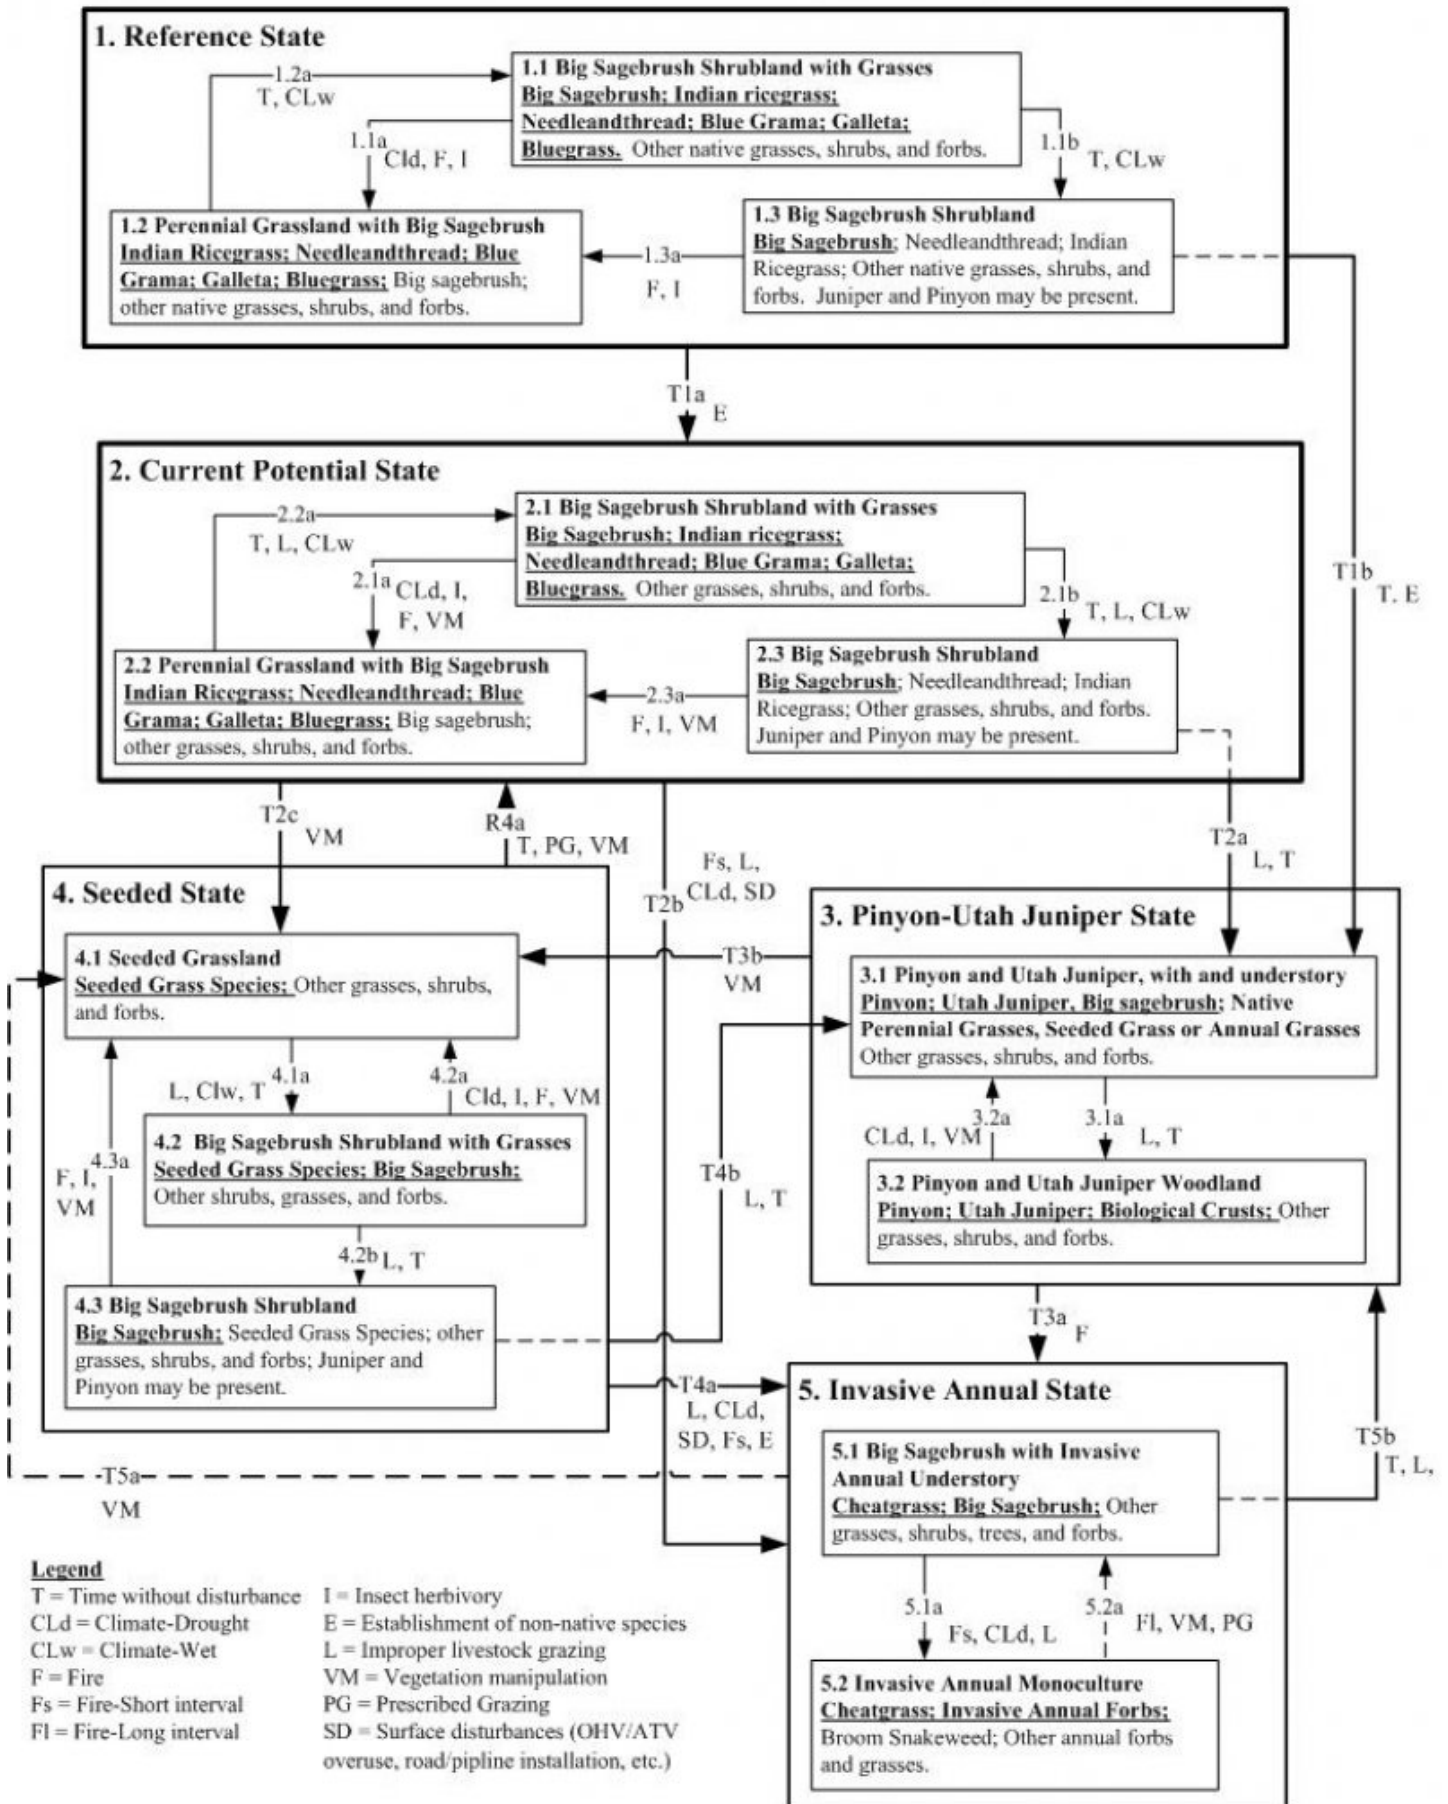 1. Reference State
1.2a
T, CLw
1.1 Big Sagebrush Shrubland with Grasses
Big Sagebrush; Indian ricegrass;
Needleandthread; Blue Grama; Galleta;
Bluegrass. Other native grasses, shrubs, and forbs.
1.1a
Cld, F, I
1.1b
T, CLw
1.2 Perennial Grassland with Big Sagebrush
Indian Ricegrass; Needleandthread; Blue
Grama; Galleta; Bluegrass; Big sagebrush;
other native grasses, shrubs, and forbs.
1.3a
F, I
1.3 Big Sagebrush Shrubland
Big Sagebrush; Needleandthread; Indian
Ricegrass; Other native grasses, shrubs, and
forbs. Juniper and Pinyon may be present.
T1a
E
T1b
T. E
2. Current Potential State
2.2a
T, L, CLw
2.1 Big Sagebrush Shrubland with Grasses
Big Sagebrush; Indian ricegrass;
Needleandthread; Blue Grama; Galleta;
Bluegrass. Other grasses, shrubs, and forbs.
2.1a
CLd, I,
F, VM
2.1b
T, L, CLw
2.2 Perennial Grassland with Big Sagebrush
Indian Ricegrass; Needleandthread; Blue
Grama; Galleta; Bluegrass; Big sagebrush;
other grasses, shrubs, and forbs.
2.3a
F, I, VM
2.3 Big Sagebrush Shrubland
Big Sagebrush; Needleandthread; Indian
Ricegrass; Other grasses, shrubs, and forbs.
Juniper and Pinyon may be present.
T2c
VM
R4a
T, PG, VM
T2b
Fs, L,
CLd, SD
T2a
L, T
4. Seeded State
4.1 Seeded Grassland
Seeded Grass Species; Other grasses, shrubs,
and forbs.
4.1a
L, Clw, T
4.2a
Cld, I, F, VM
4.2 Big Sagebrush Shrubland with Grasses
Seeded Grass Species; Big Sagebrush;
Other shrubs, grasses, and forbs.
4.3a
F, I,
VM
4.2b
L, T
4.3 Big Sagebrush Shrubland
Big Sagebrush; Seeded Grass Species; other
grasses, shrubs, and forbs; Juniper and
Pinyon may be present.
T3b
VM
T4b
L, T
3. Pinyon-Utah Juniper State
3.1 Pinyon and Utah Juniper, with and understory
Pinyon; Utah Juniper, Big sagebrush; Native
Perennial Grasses, Seeded Grass or Annual Grasses
Other grasses, shrubs, and forbs.
3.2a
CLd, I, VM
3.1a
L, T
3.2 Pinyon and Utah Juniper Woodland
Pinyon; Utah Juniper; Biological Crusts; Other
grasses, shrubs, and forbs.
T3a
F
T4a
L, CLd,
SD, Fs, E
T5a
VM
T5b
T, L,
5. Invasive Annual State
5.1 Big Sagebrush with Invasive
Annual Understory
Cheatgrass; Big Sagebrush; Other
grasses, shrubs, trees, and forbs.
5.1a
Fs, CLd, L
5.2a
Fl, VM, PG
5.2 Invasive Annual Monoculture
Cheatgrass; Invasive Annual Forbs;
Broom Snakeweed; Other annual forbs
and grasses.
Legend
T = Time without disturbance
CLd = Climate-Drought
CLw = Climate-Wet
F = Fire
Fs = Fire-Short interval
Fl = Fire-Long interval
I = Insect herbivory
E = Establishment of non-native species
L = Improper livestock grazing
VM = Vegetation manipulation
PG = Prescribed Grazing
SD = Surface disturbances (OHV/ATV
overuse, road/pipline installation, etc.)